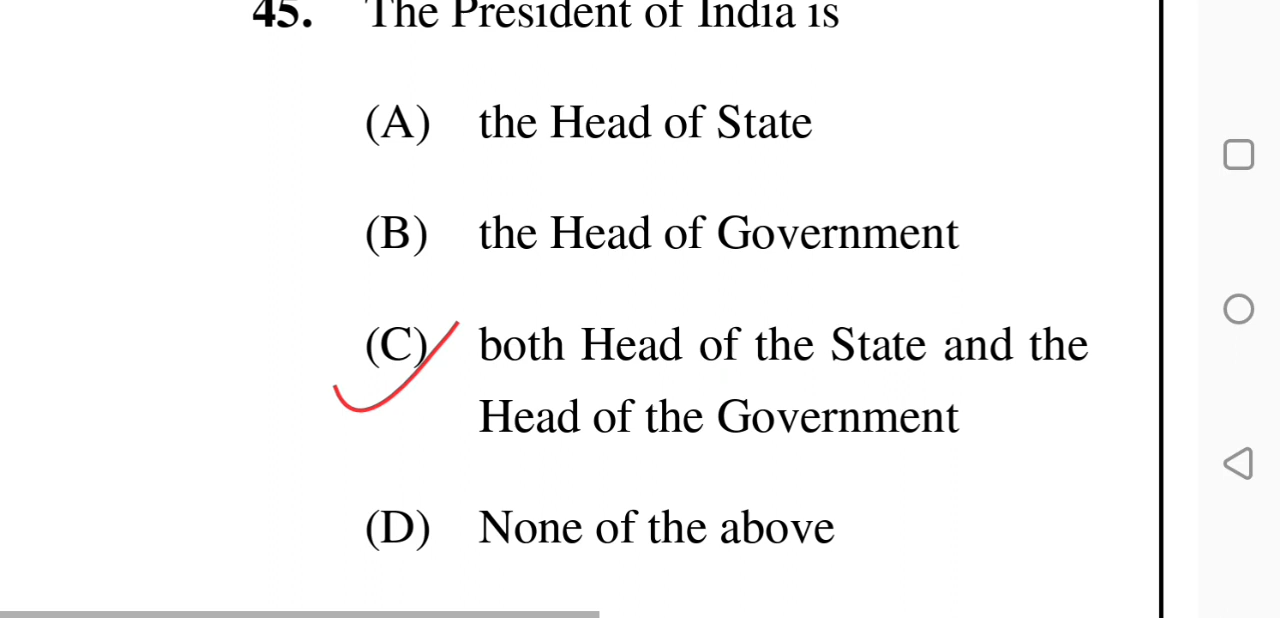 45. The President of India is
(A) the Head of State
(B) the Head of Government
(C) both Head of the State and the
Head of the Government
(D) None of the above